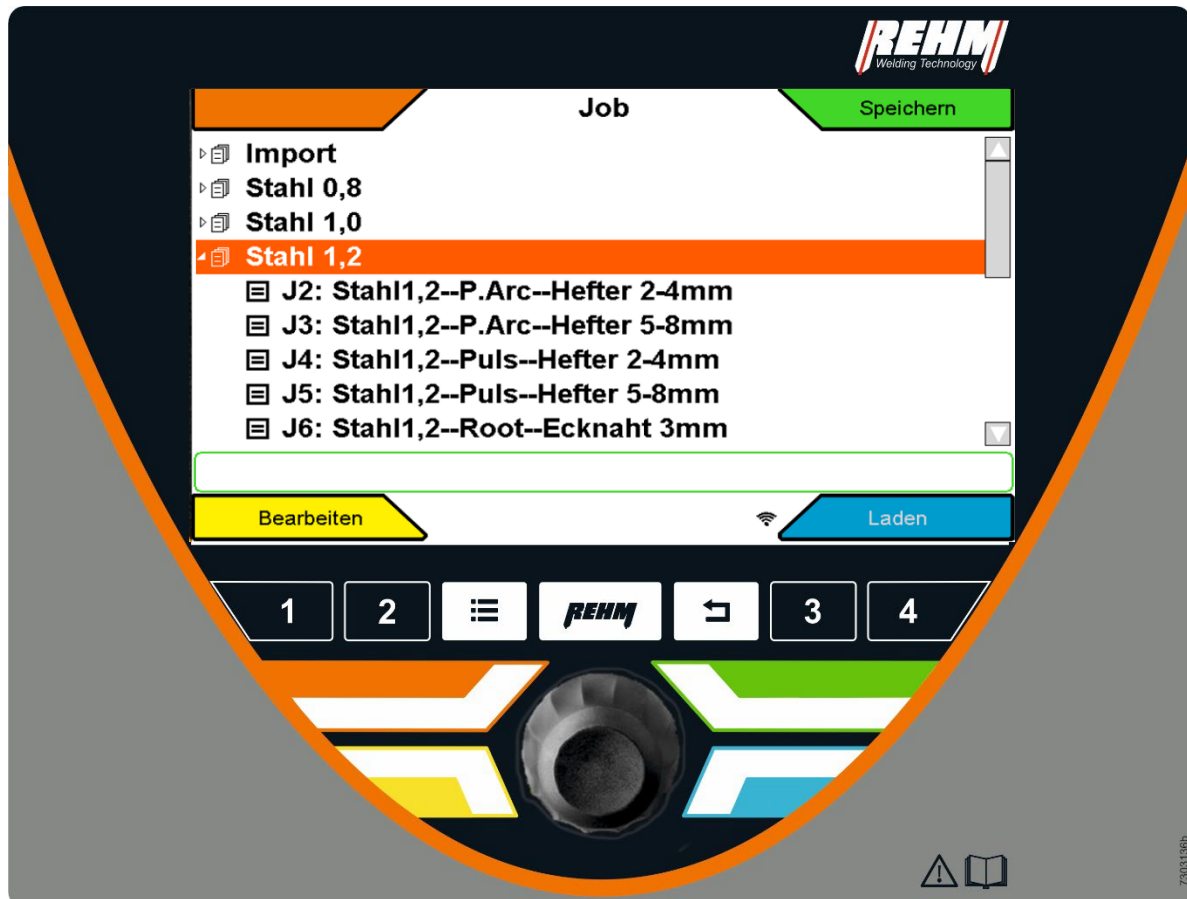 REHM
Welding Technology
Job
Speichern
Import
Stahl 0,8
Stahl 1,0
Stahl 1,2
J2: Stahl1,2--P.Arc--Hefter 2-4mm
J3: Stahl1,2--P.Arc--Hefter 5-8mm
J4: Stahl1,2--Puls--Hefter 2-4mm
J5: Stahl1,2--Puls--Hefter 5-8mm
J6: Stahl1,2--Root--Ecknaht 3mm
Bearbeiten
Laden
1 2 REHM 3 4
7303136h